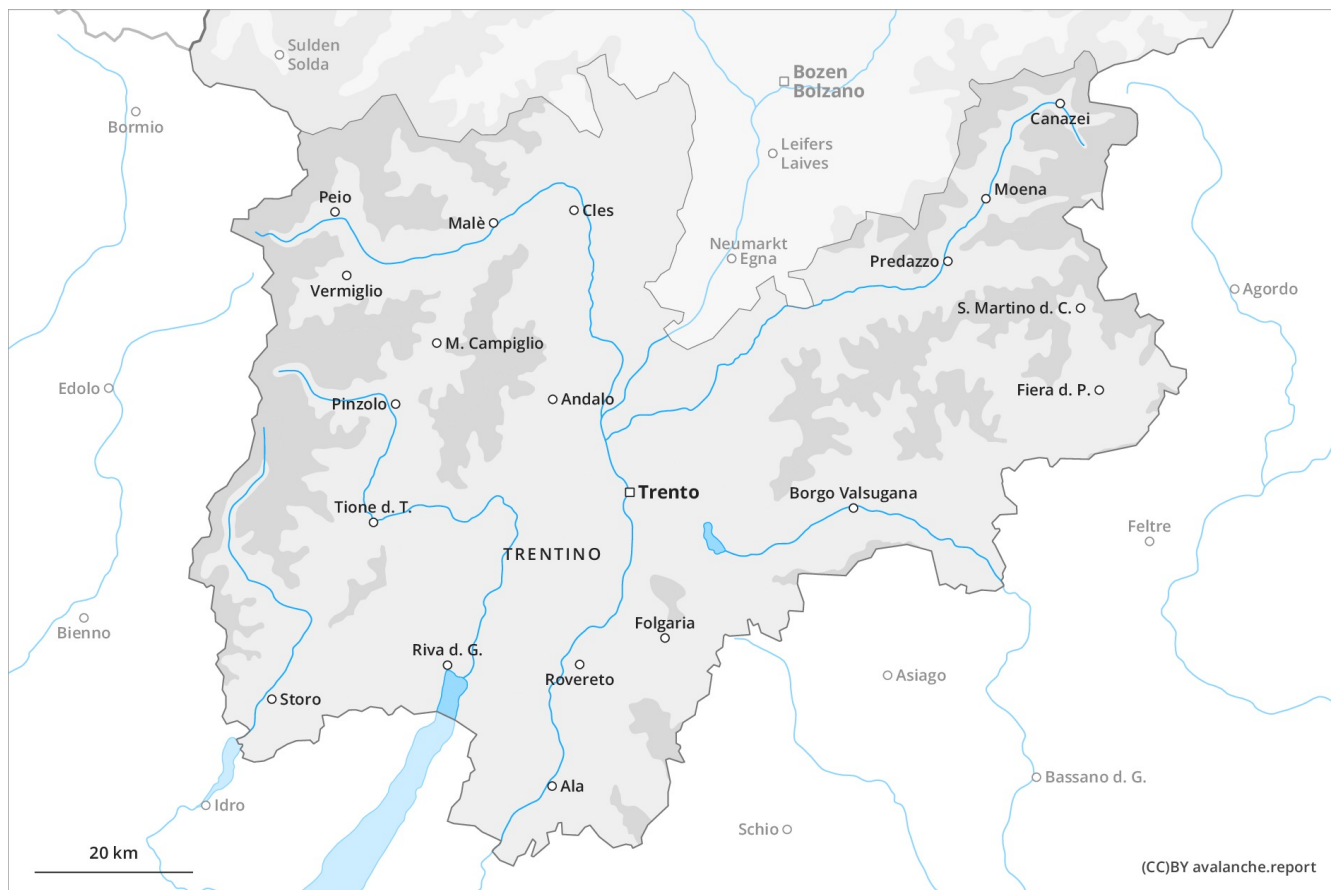 Sulden
Solda
Bozen
Bolzano
Bormio
Canazei
Leifers
Laives
Peio
Moena
Malè
Cles
Neumarkt
Egna
Predazzo
Vermiglio
Agordo
S. Martino d. C.
M. Campiglio
Edolo
Fiera d. P.
Pinzolo
Andalo
Trento
Borgo Valsugana
Tione d. T.
Feltre
TRENTINO
Bienno
Folgaria
Riva d. G.
Asiago
Rovereto
Storo
Bassano d. G.
Ala
Idro
Schio
20 km
(CC)BY avalanche.report